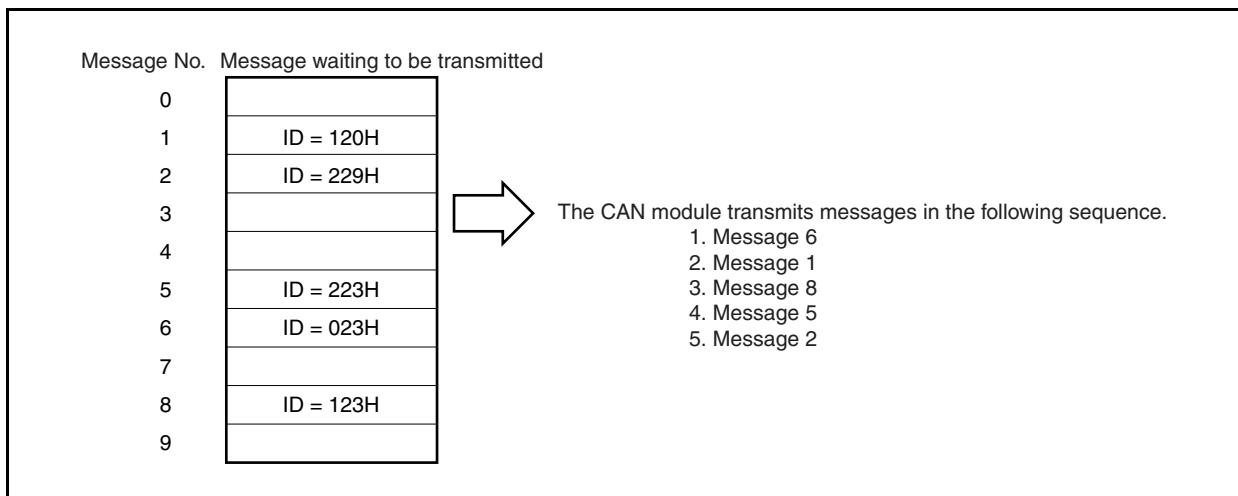 Message No. Message waiting to be transmitted
0
1 ID = 120H
2 ID = 229H
3
4
5 ID = 223H
6 ID = 023H
7
8 ID = 123H
9
The CAN module transmits messages in the following sequence.
1. Message 6
2. Message 1
3. Message 8
4. Message 5
5. Message 2